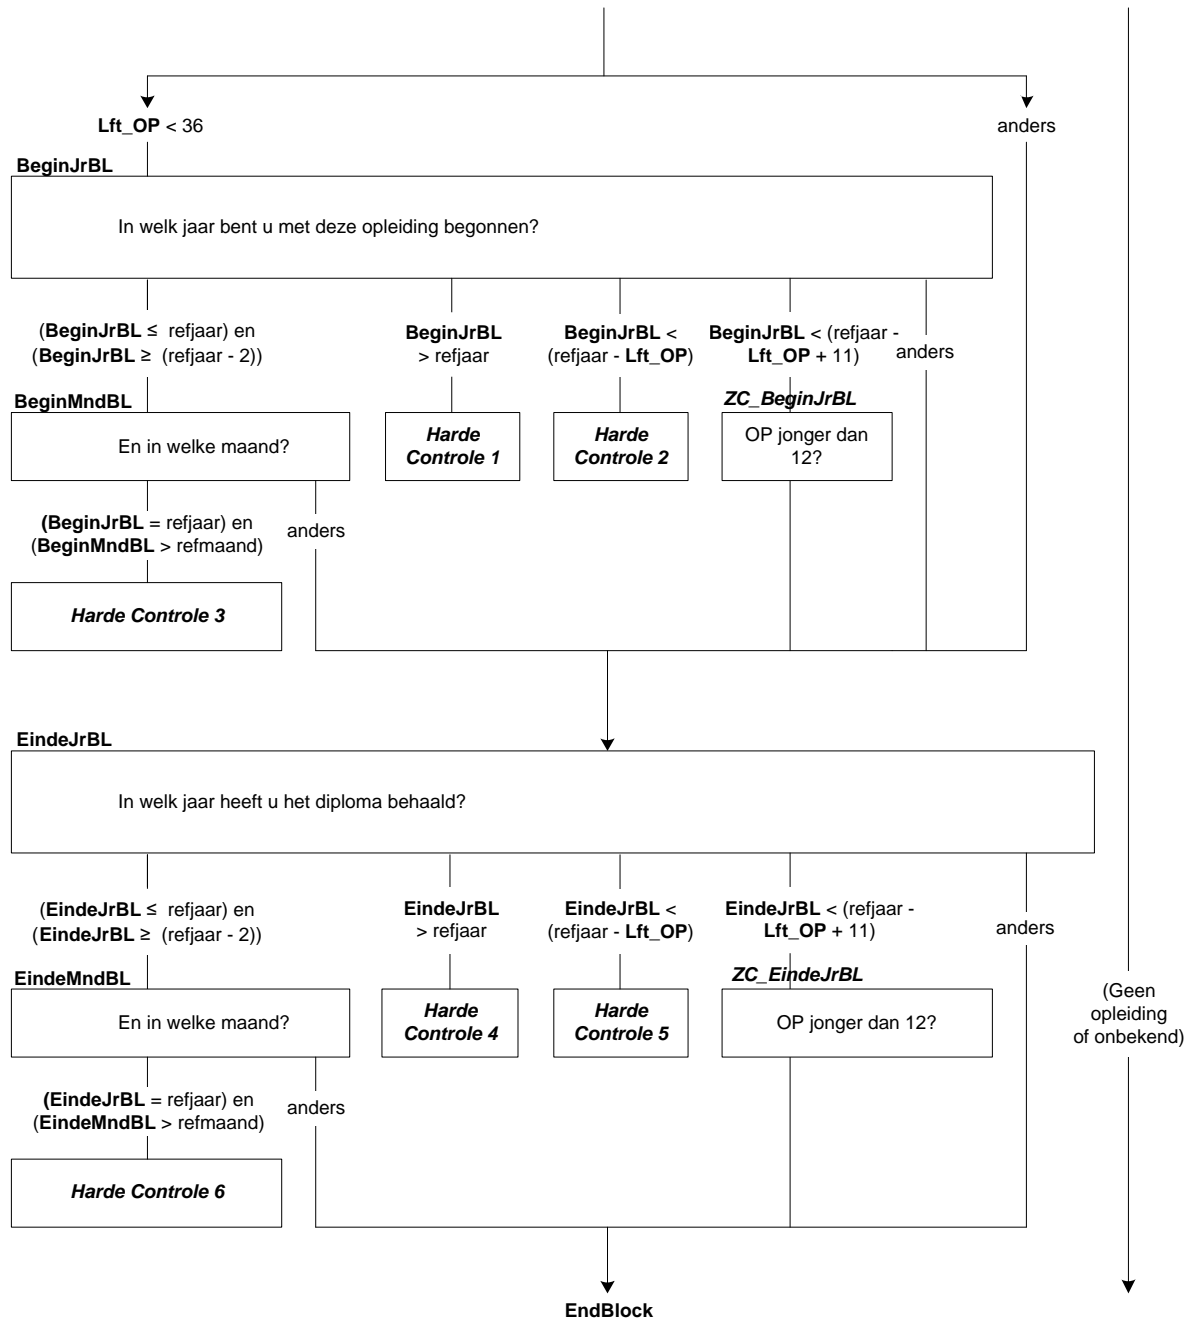 Lft_OP < 36
anders
BeginJrBL
In welk jaar bent u met deze opleiding begonnen?
(BeginJrBL ≤ refjaar) en
(BeginJrBL ≥ (refjaar - 2))
BeginJrBL
> refjaar
BeginJrBL <
(refjaar - Lft_OP)
BeginJrBL < (refjaar -
Lft_OP + 11)
anders
BeginMndBL
En in welke maand?
Harde
Controle 1
Harde
Controle 2
ZC_BeginJrBL
OP jonger dan
12?
(BeginJrBL = refjaar) en
(BeginMndBL > refmaand)
anders
Harde Controle 3
EindeJrBL
In welk jaar heeft u het diploma behaald?
(EindeJrBL ≤ refjaar) en
(EindeJrBL ≥ (refjaar - 2))
EindeJrBL
> refjaar
EindeJrBL <
(refjaar - Lft_OP)
EindeJrBL < (refjaar -
Lft_OP + 11)
anders
EindeMndBL
En in welke maand?
Harde
Controle 4
Harde
Controle 5
ZC_EindeJrBL
OP jonger dan 12?
(Geen
opleiding
of onbekend)
(EindeJrBL = refjaar) en
(EindeMndBL > refmaand)
anders
Harde Controle 6
EndBlock